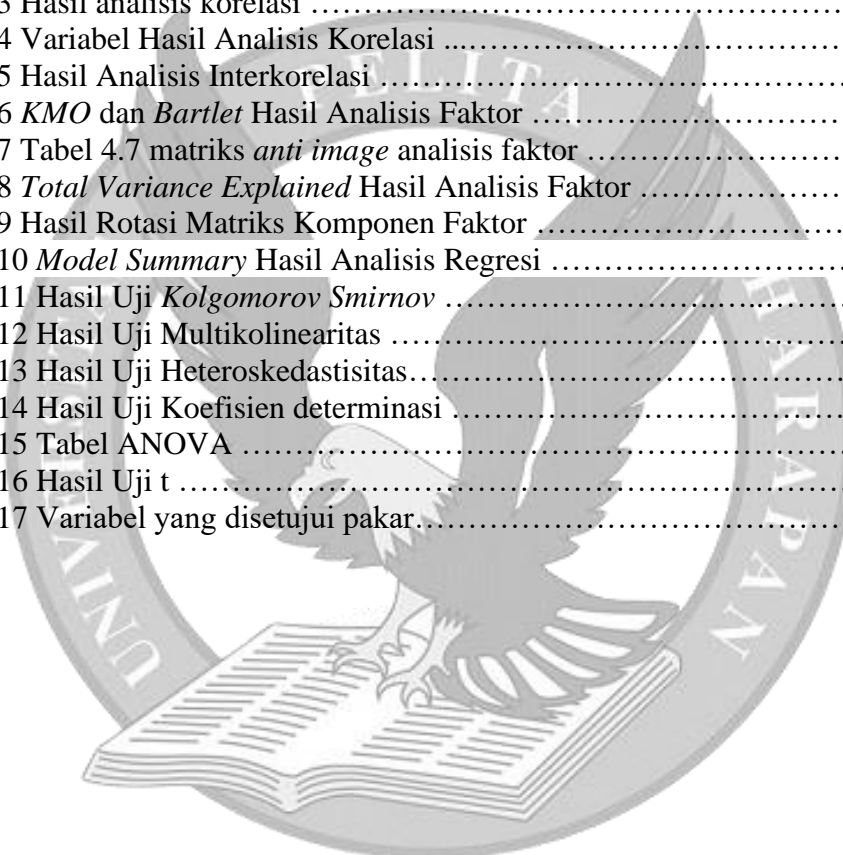 3 Hasil analisis korelasi ……………………………………………
4 Variabel Hasil Analisis Korelasi ...………………………………
5 Hasil Analisis Interkorelasi ………………………………………
6 KMO dan Bartlet Hasil Analisis Faktor …………………………
7 Tabel 4.7 matriks anti image analisis faktor ……………………
8 Total Variance Explained Hasil Analisis Faktor …………………
9 Hasil Rotasi Matriks Komponen Faktor …………………………
10 Model Summary Hasil Analisis Regresi …………………………
11 Hasil Uji Kolgomorov Smirnov ……………………...……………
12 Hasil Uji Multikolinearitas ………………………………………
13 Hasil Uji Heteroskedastisitas……………………………………
14 Hasil Uji Koefisien determinasi …………………………………
15 Tabel ANOVA ……………………………………………………
16 Hasil Uji t …………………………………………………………
17 Variabel yang disetujui pakar……………………………………
UNIVERSITAS PELITA HARAPAN